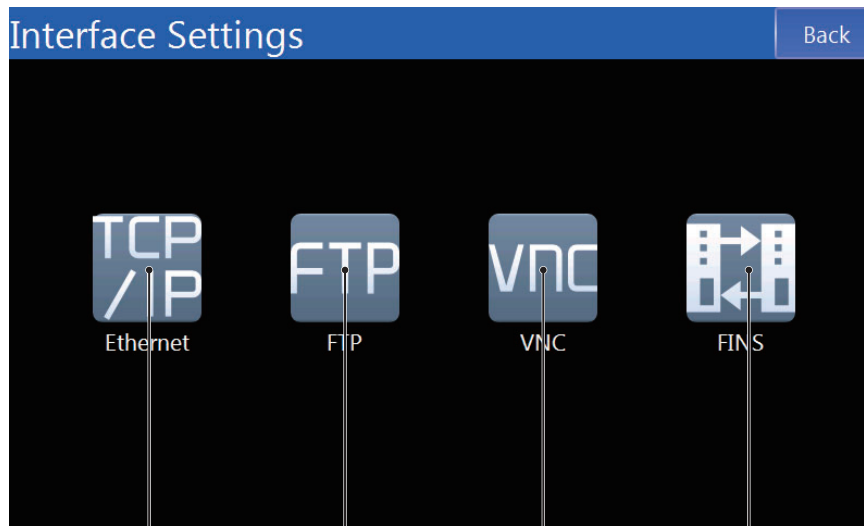 Interface Settings
Back
TCP
/IP
FTP
VNC
Ethernet
FTP
VNC
FINS